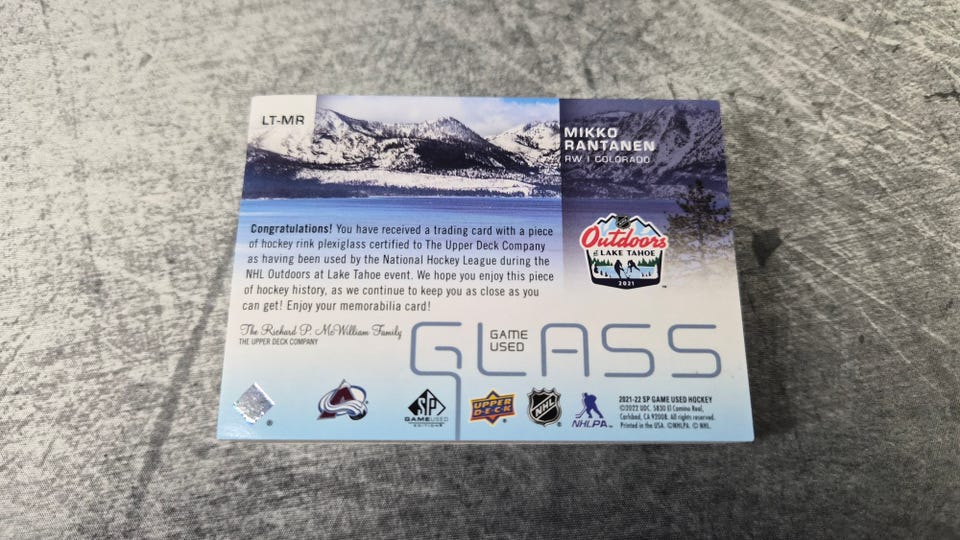 LT-MR
MIKKO
RANTANEN
RW | COLORADO
Congratulations! You have received a trading card with a piece
of hockey rink plexiglass certified to The Upper Deck Company
as having been used by the National Hockey League during the
NHL Outdoors at Lake Tahoe event. We hope you enjoy this piece
of hockey history, as we continue to keep you as close as you
can get! Enjoy your memorabilia card!
Outdoors
AT LAKE TAHOE
2021
The Richard P. McWilliam Family
THE UPPER DECK COMPANY
GAME
USED
GLASS
SP
GAMEUSED
EDITION
UPPER
DECK
NHL
NHLPA
2021-22 SP GAME USED HOCKEY
©2022 UDC, 5830 El Camino Real,
Carlsbad, CA 92008. All rights reserved.
Printed in the USA. ©NHLPA. © NHL.